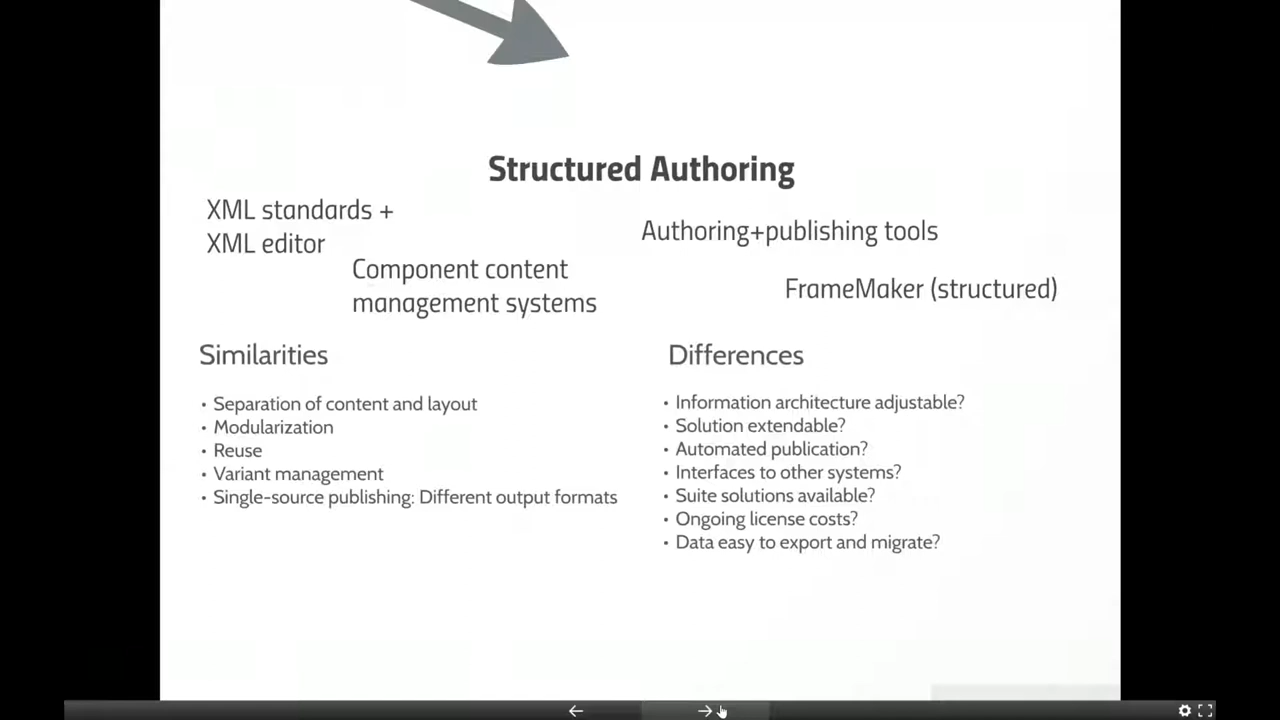 Structured Authoring
XML standards +
XML editor
Authoring+publishing tools
Component content
management systems
FrameMaker (structured)
Similarities
• Separation of content and layout
• Modularization
• Reuse
• Variant management
• Single-source publishing: Different output formats
Differences
• Information architecture adjustable?
• Solution extendable?
• Automated publication?
• Interfaces to other systems?
• Suite solutions available?
• Ongoing license costs?
• Data easy to export and migrate?